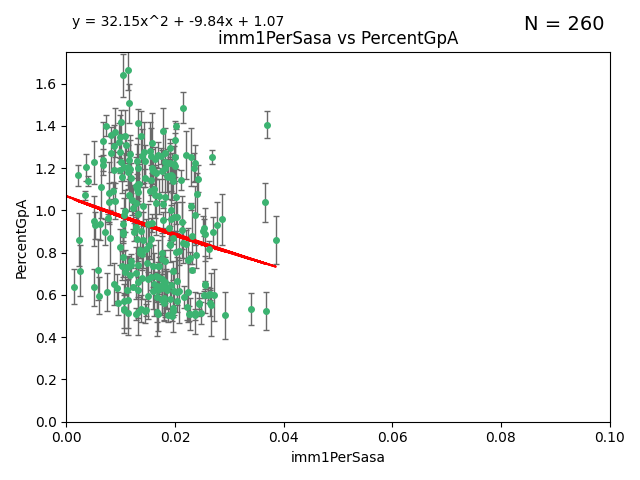 y = 32.15x^2 + -9.84x + 1.07
N = 260
imm1PerSasa vs PercentGpA
PercentGpA
1.6
1.4
1.2
1.0
0.8
0.6
0.4
0.2
0.0
0.00 0.02 0.04 0.06 0.08 0.10
imm1PerSasa